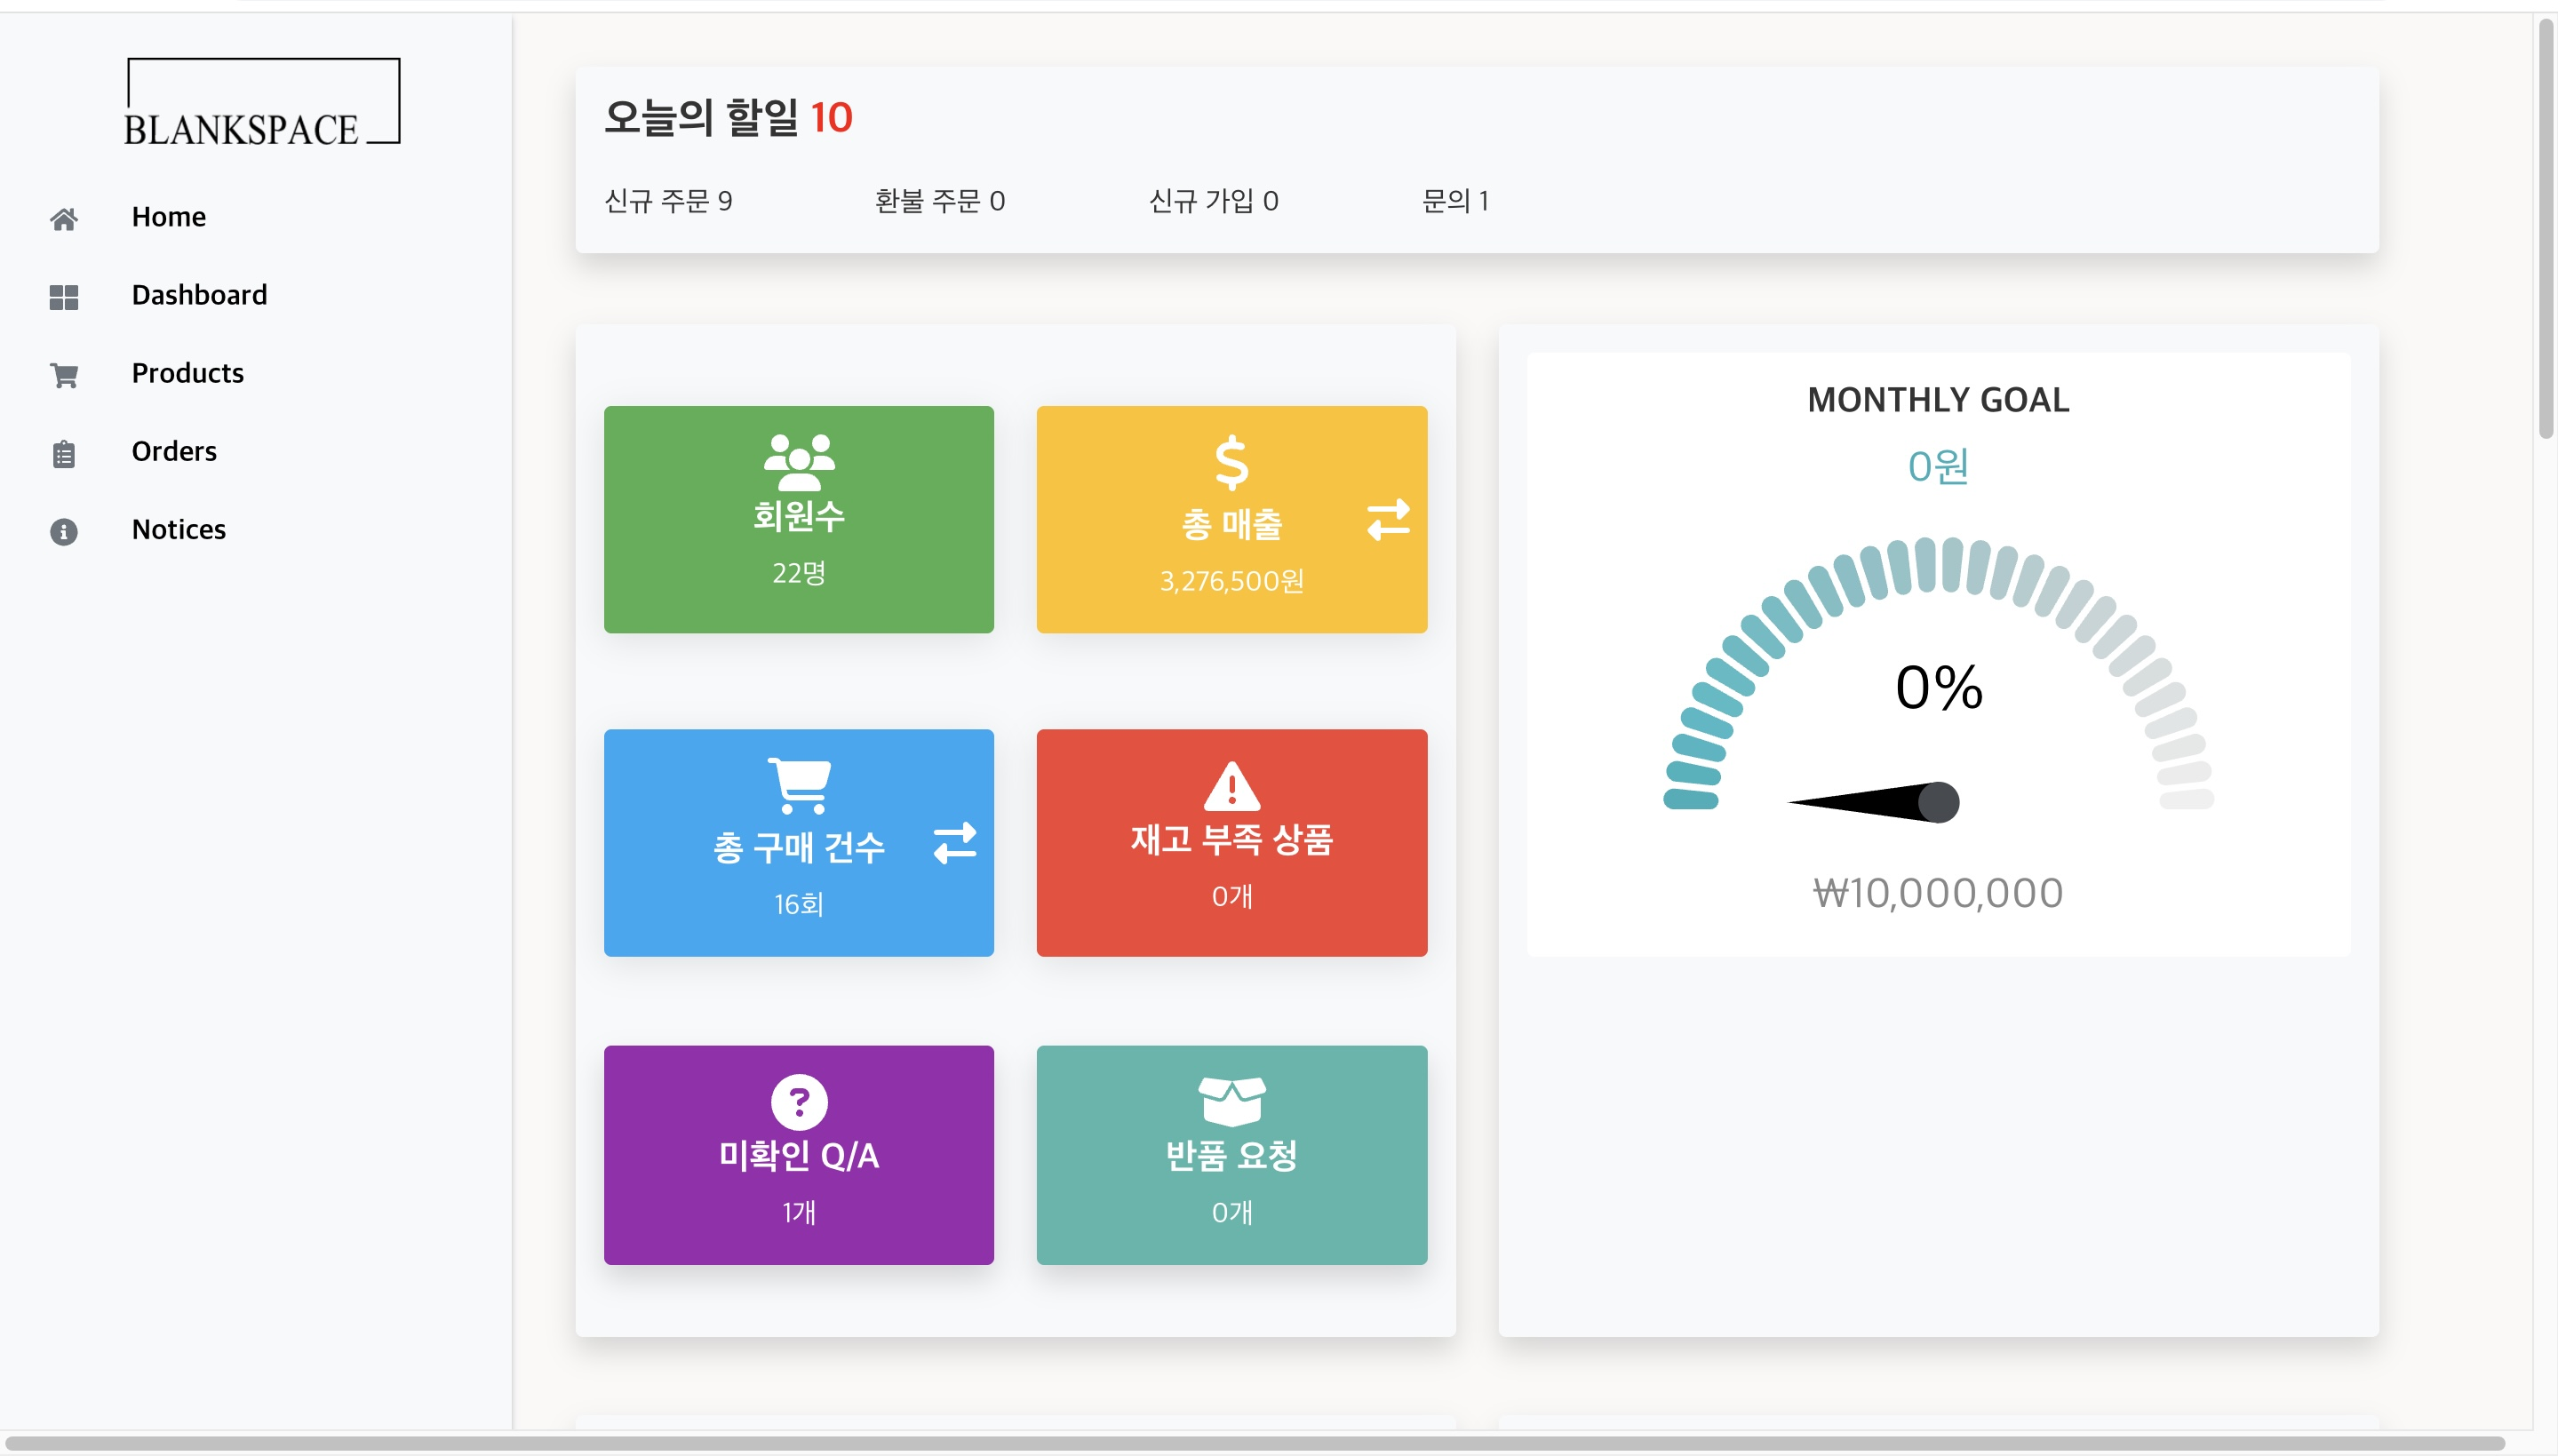 BLANKSPACE
Home
Dashboard
Products
Orders
Notices
오늘의 할일 10
신규 주문 9 환불 주문 0 신규 가입 0 문의 1
회원수
22명
총 매출
3,276,500원
총 구매 건수
16회
재고 부족 상품
0개
미확인 Q/A
1개
반품 요청
0개
MONTHLY GOAL
0원
0%
₩10,000,000